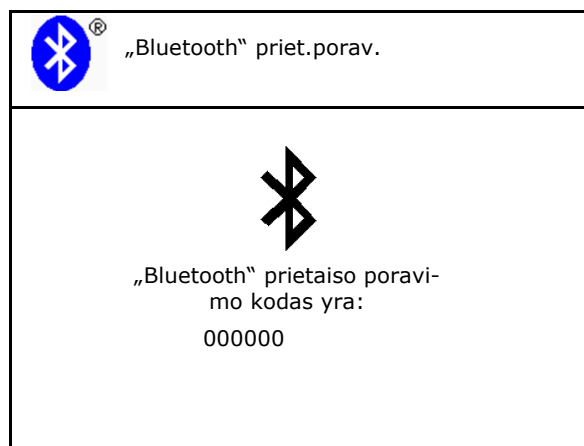 ®
„Bluetooth“ priet.porav.
„Bluetooth“ prietaiso poravi-
mo kodas yra:
000000